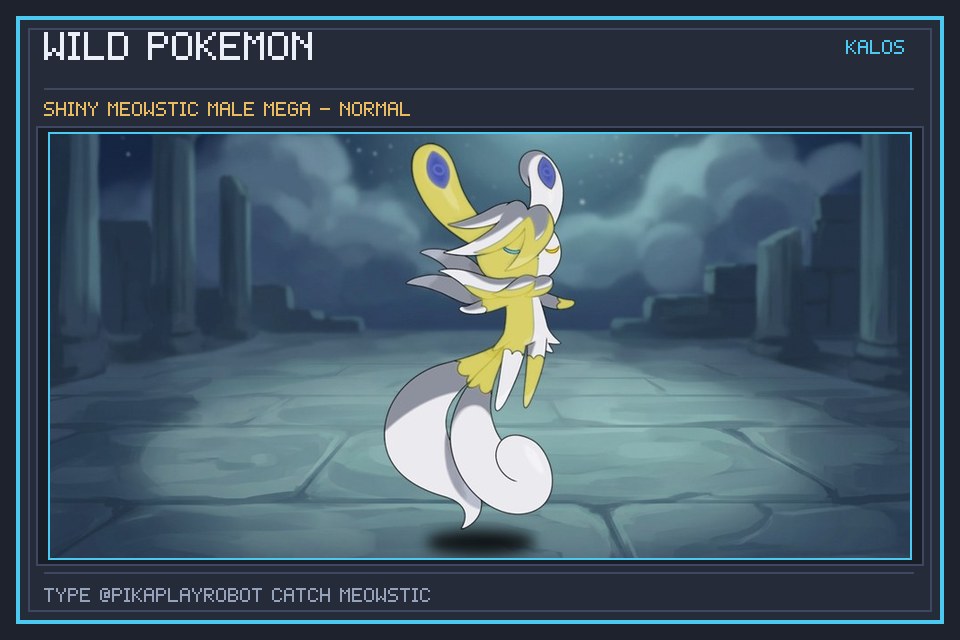 WILD POKEMON
KALOS
SHINY MEOWSTIC MALE MEGA - NORMAL
TYPE @PIKAPLAYROBOT CATCH MEOWSTIC